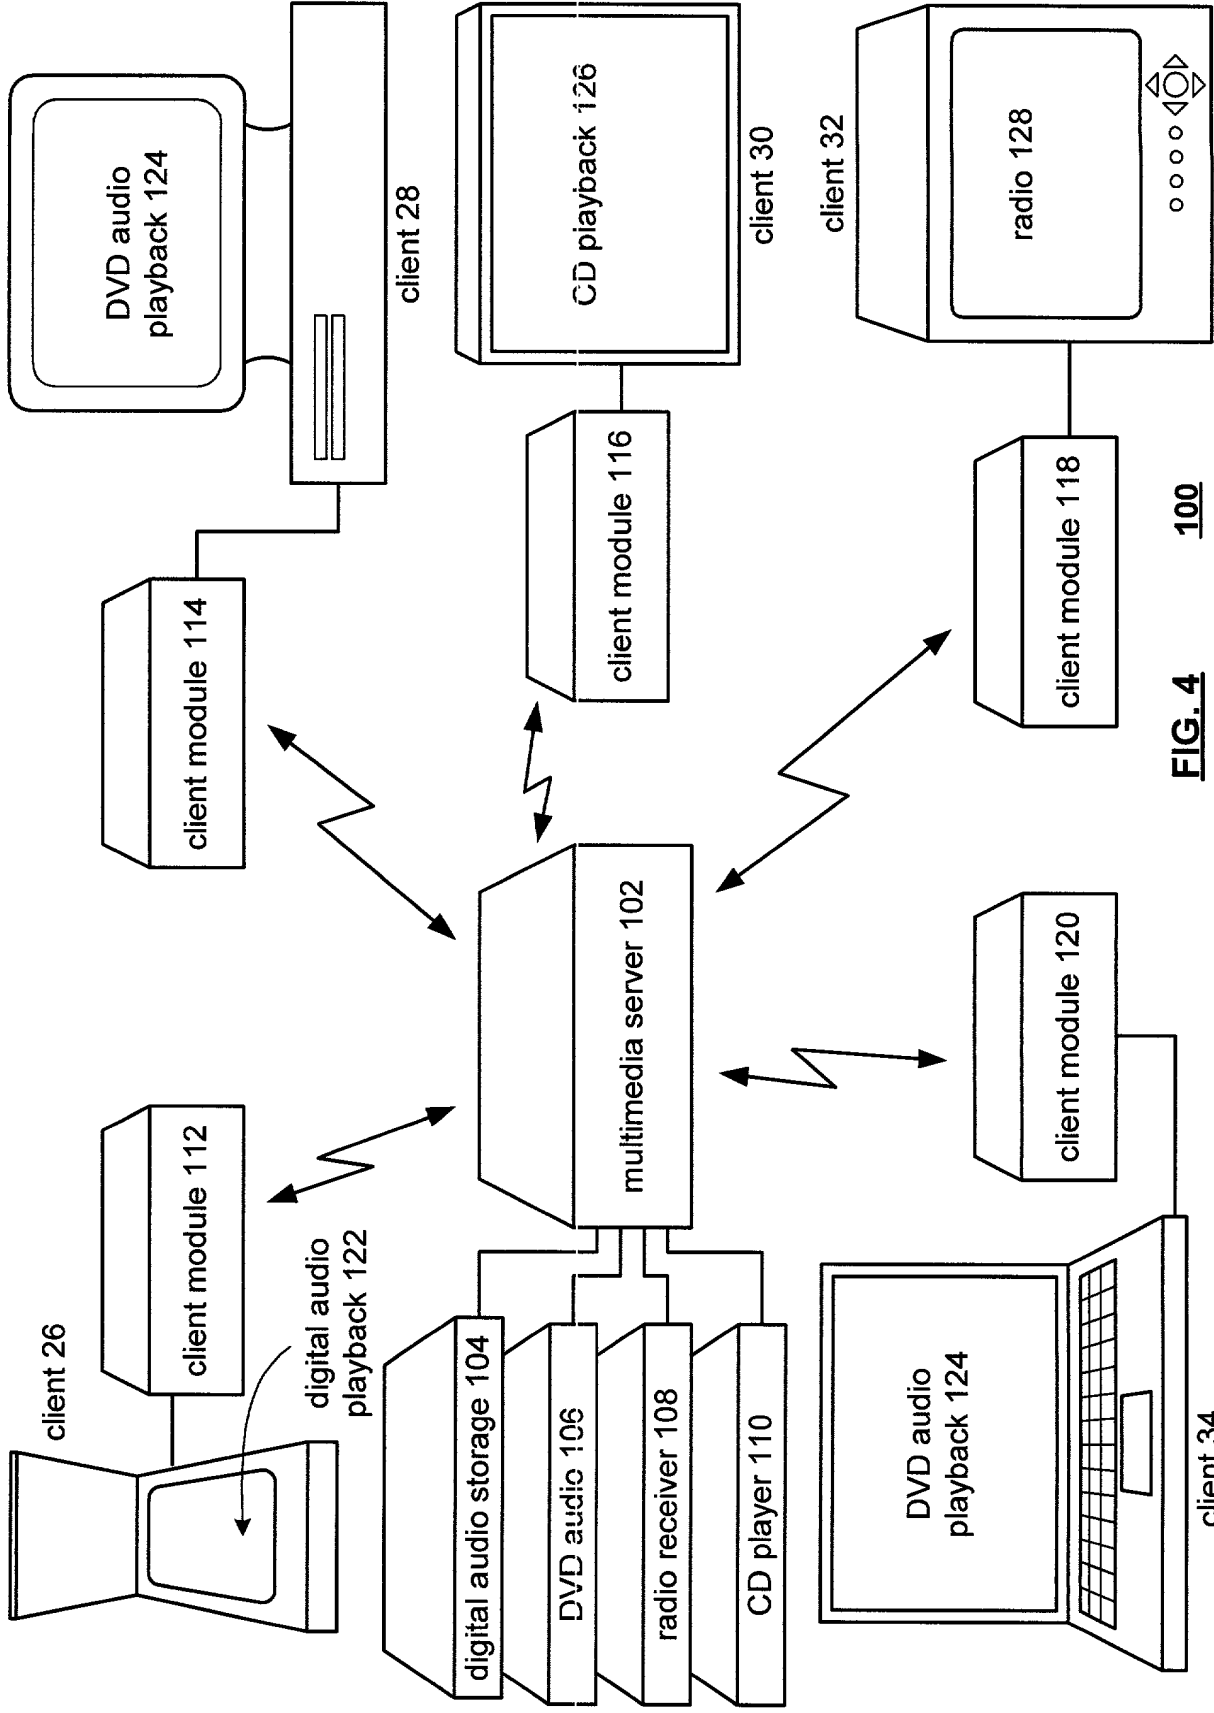 client 26
client module 112
digital audio
playback 122
client module 114
DVD audio
playback 124
client 28
digital audio storage 104
DVD audio 106
radio receiver 108
CD player 110
multimedia server 102
client module 116
CD playback 126
client 30
DVD audio
playback 124
client 34
client module 120
client module 118
client 32
radio 128
FIG. 4
100